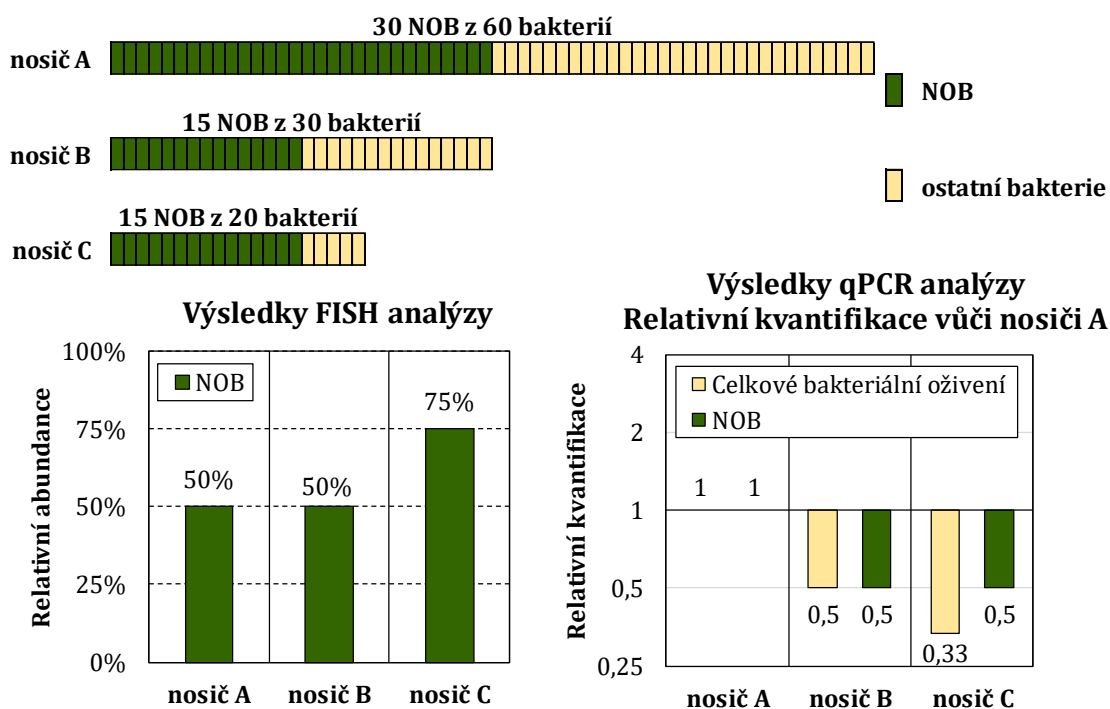 30 NOB z 60 bakterií
nosič A
NOB
15 NOB z 30 bakterií
nosič B
ostatní bakterie
15 NOB z 20 bakterií
nosič C
Výsledky FISH analýzy
Relativní abundance
100%
75%
50%
25%
0%
NOB
50%
50%
75%
nosič A
nosič B
nosič C
Výsledky qPCR analýzy
Relativní kvantifikace vůči nosiči A
Relativní kvantifikace
4
2
1
0,5
0,25
Celkové bakteriální oživení
NOB
1
1
0,5
0,5
0,33
0,5
nosič A
nosič B
nosič C